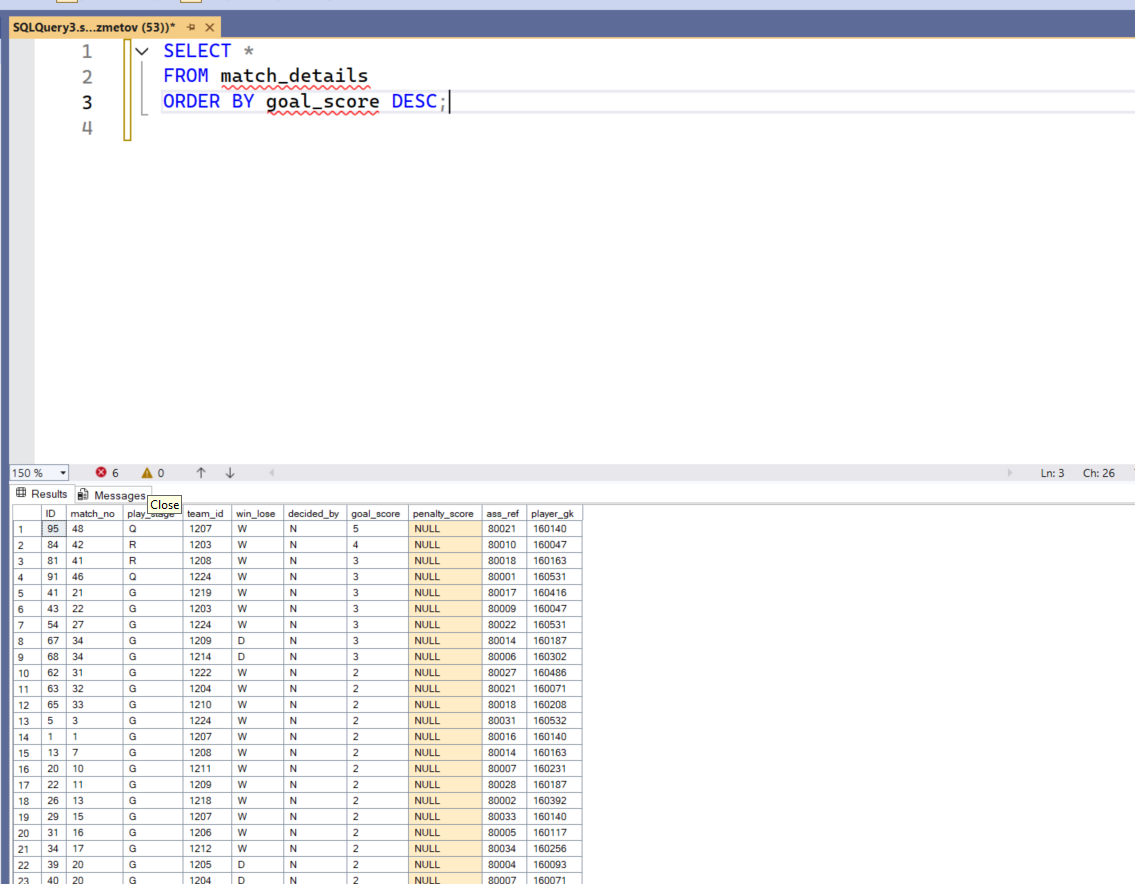 SQLQuery3.s...zmetov (53))*
1 SELECT *
2 FROM match_details
3 ORDER BY goal_score DESC;
4
150 % 6 0 Ln: 3 Ch: 26
Results Messages
Close
ID match_no play_stage team_id win_lose decided_by goal_score penalty_score ass_ref player_gk
1 95 48 Q 1207 W N 5 NULL 80021 160140
2 84 42 R 1203 W N 4 NULL 80010 160047
3 81 41 R 1208 W N 3 NULL 80018 160163
4 91 46 Q 1224 W N 3 NULL 80001 160531
5 41 21 G 1219 W N 3 NULL 80017 160416
6 43 22 G 1203 W N 3 NULL 80009 160047
7 54 27 G 1224 W N 3 NULL 80022 160531
8 67 34 G 1209 D N 3 NULL 80014 160187
9 68 34 G 1214 D N 3 NULL 80006 160302
10 62 31 G 1222 W N 2 NULL 80027 160486
11 63 32 G 1204 W N 2 NULL 80021 160071
12 65 33 G 1210 W N 2 NULL 80018 160208
13 5 3 G 1224 W N 2 NULL 80031 160532
14 1 1 G 1207 W N 2 NULL 80016 160140
15 13 7 G 1208 W N 2 NULL 80014 160163
16 20 10 G 1211 W N 2 NULL 80007 160231
17 22 11 G 1209 W N 2 NULL 80028 160187
18 26 13 G 1218 W N 2 NULL 80002 160392
19 29 15 G 1207 W N 2 NULL 80033 160140
20 31 16 G 1206 W N 2 NULL 80005 160117
21 34 17 G 1212 W N 2 NULL 80034 160256
22 39 20 G 1205 D N 2 NULL 80004 160093
23 40 20 G 1204 D N 2 NULL 80007 160071